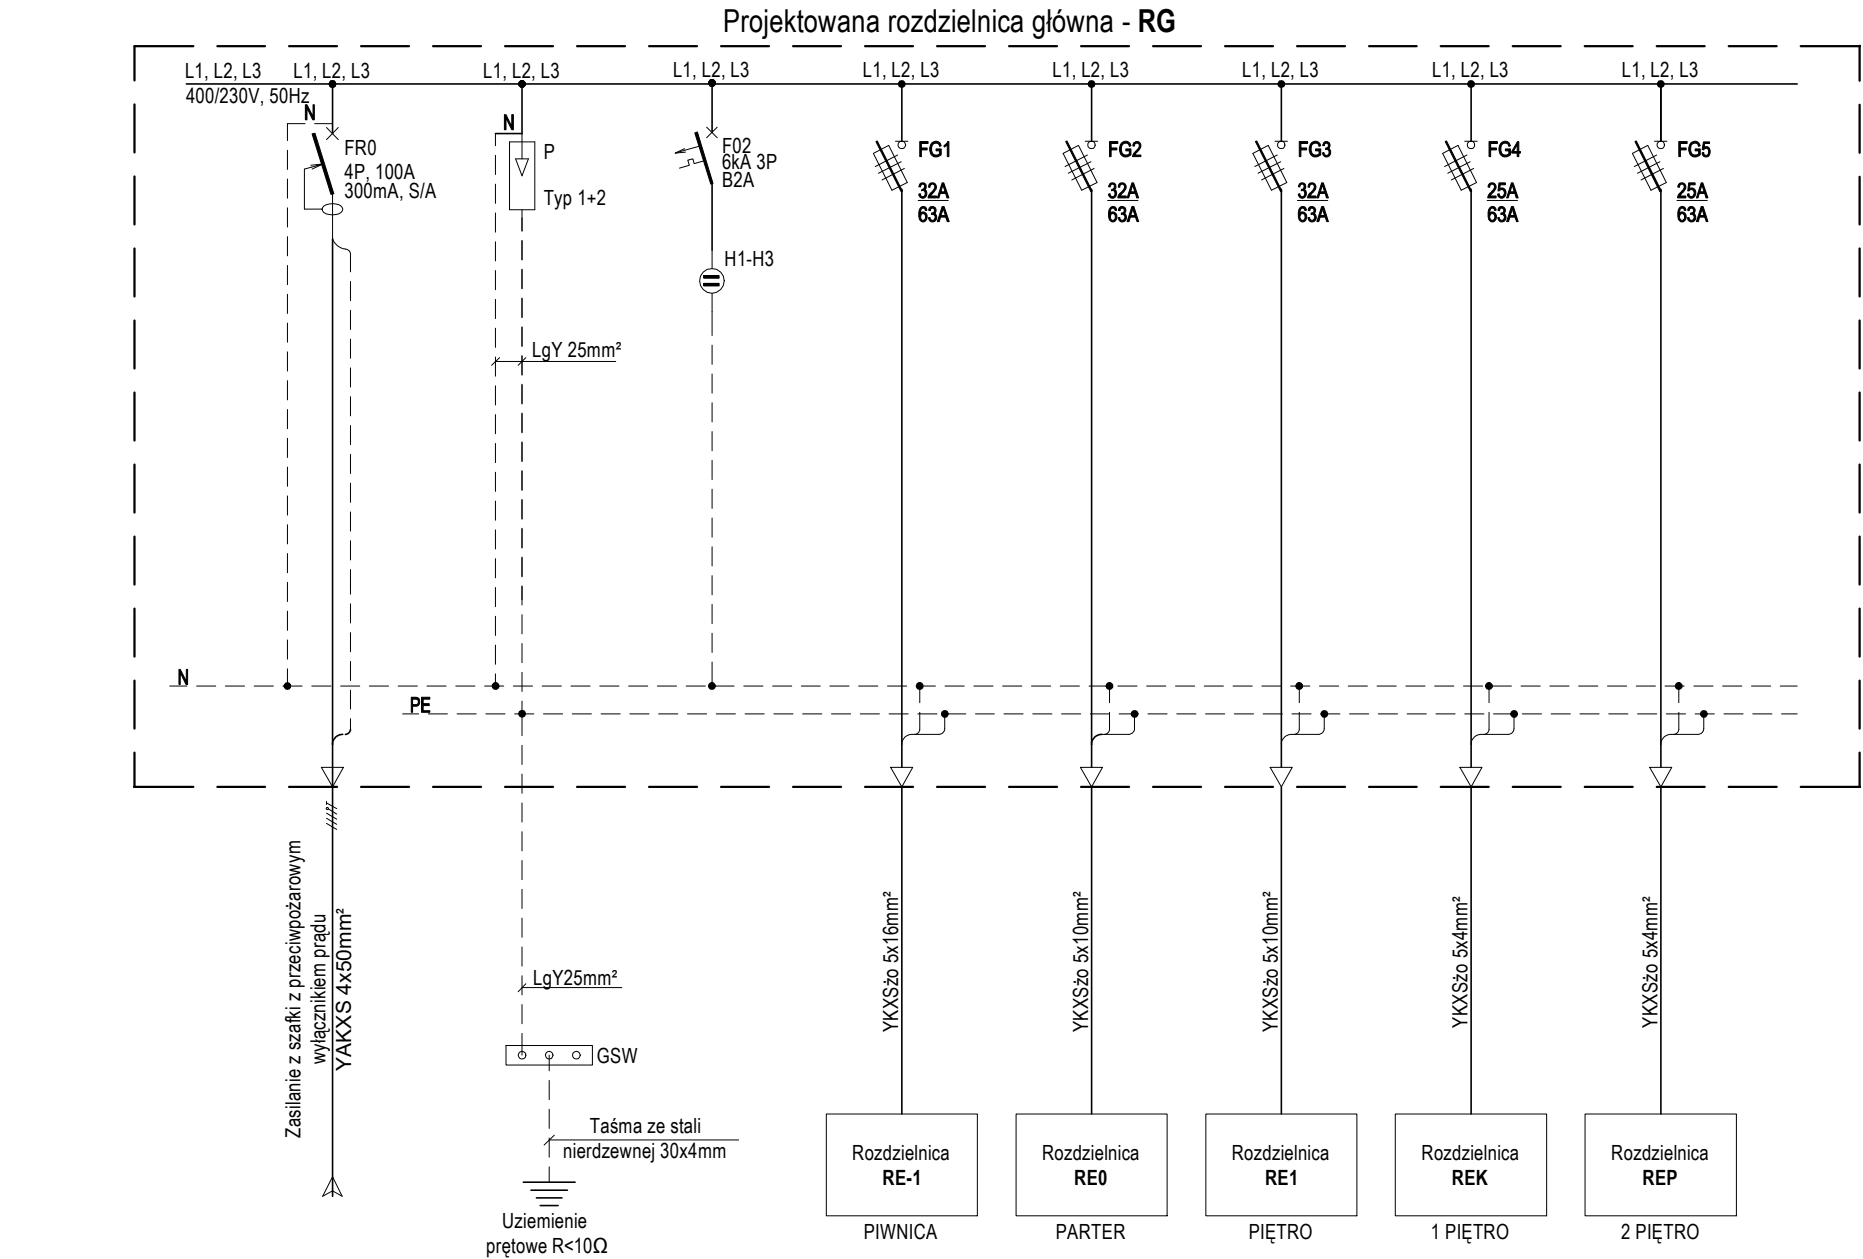 Projektowana rozdzielnica główna - RG
L1, L2, L3
L1, L2, L3
L1, L2, L3
L1, L2, L3
L1, L2, L3
L1, L2, L3
L1, L2, L3
L1, L2, L3
L1, L2, L3
400/230V, 50Hz
N
FR0
4P, 100A
300mA, S/A
N
P
Typ 1+2
F02
6kA 3P
B2A
H1-H3
FG1
32A
63A
FG2
32A
63A
FG3
32A
63A
FG4
25A
63A
FG5
25A
63A
LgY 25mm²
N
PE
Zasilanie z szafki z przeciwpożarowym
wyłącznikiem prądu
YAKXS 4x50mm²
LgY25mm²
GSW
Taśma ze stali
nierdzewnej 30x4mm
Uziemienie
prętowe R<10Ω
YKXSżo 5x16mm²
YKXSżo 5x10mm²
YKXSżo 5x10mm²
YKXSżo 5x4mm²
YKXSżo 5x4mm²
Rozdzielnica
RE-1
PIWNICA
Rozdzielnica
RE0
PARTER
Rozdzielnica
RE1
PIĘTRO
Rozdzielnica
REK
1 PIĘTRO
Rozdzielnica
REP
2 PIĘTRO